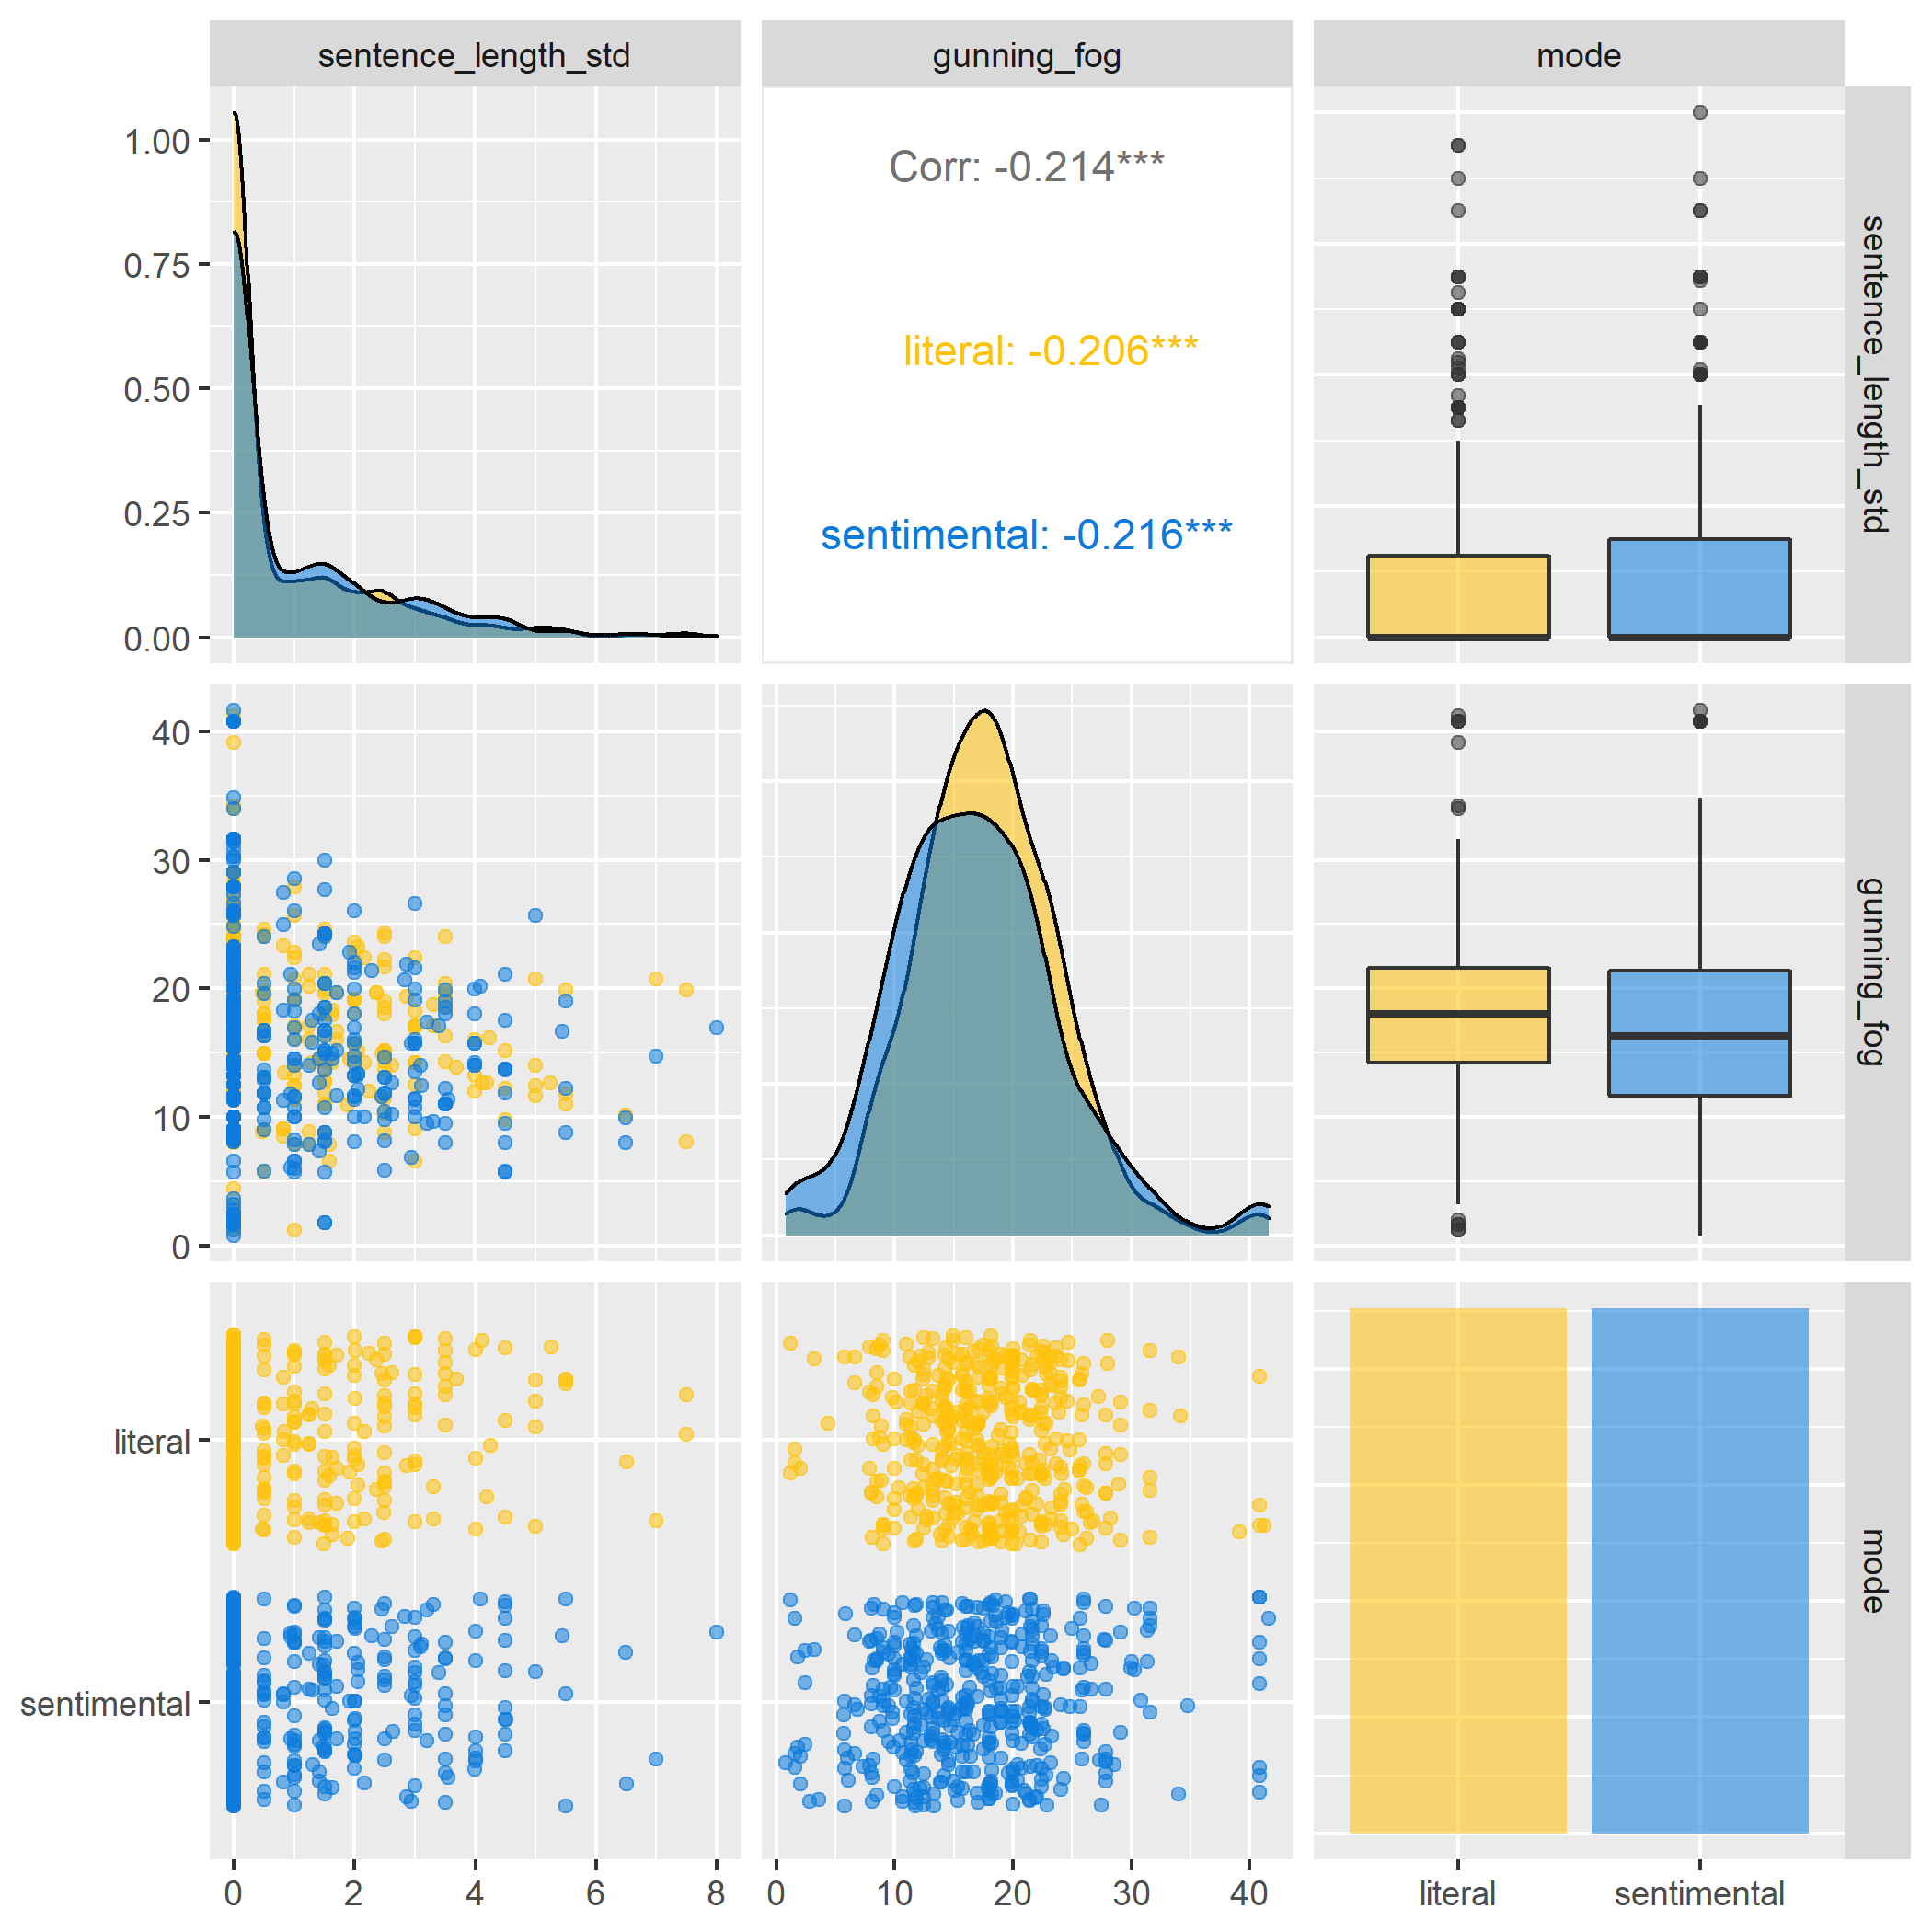 sentence_length_std
gunning_fog
mode
1.00
0.75
0.50
0.25
0.00
Corr: -0.214***
literal: -0.206***
sentimental: -0.216***
sentence_length_std
40
30
20
10
0
gunning_fog
literal
sentimental
mode
0 2 4 6 8
0 10 20 30 40
literal sentimental